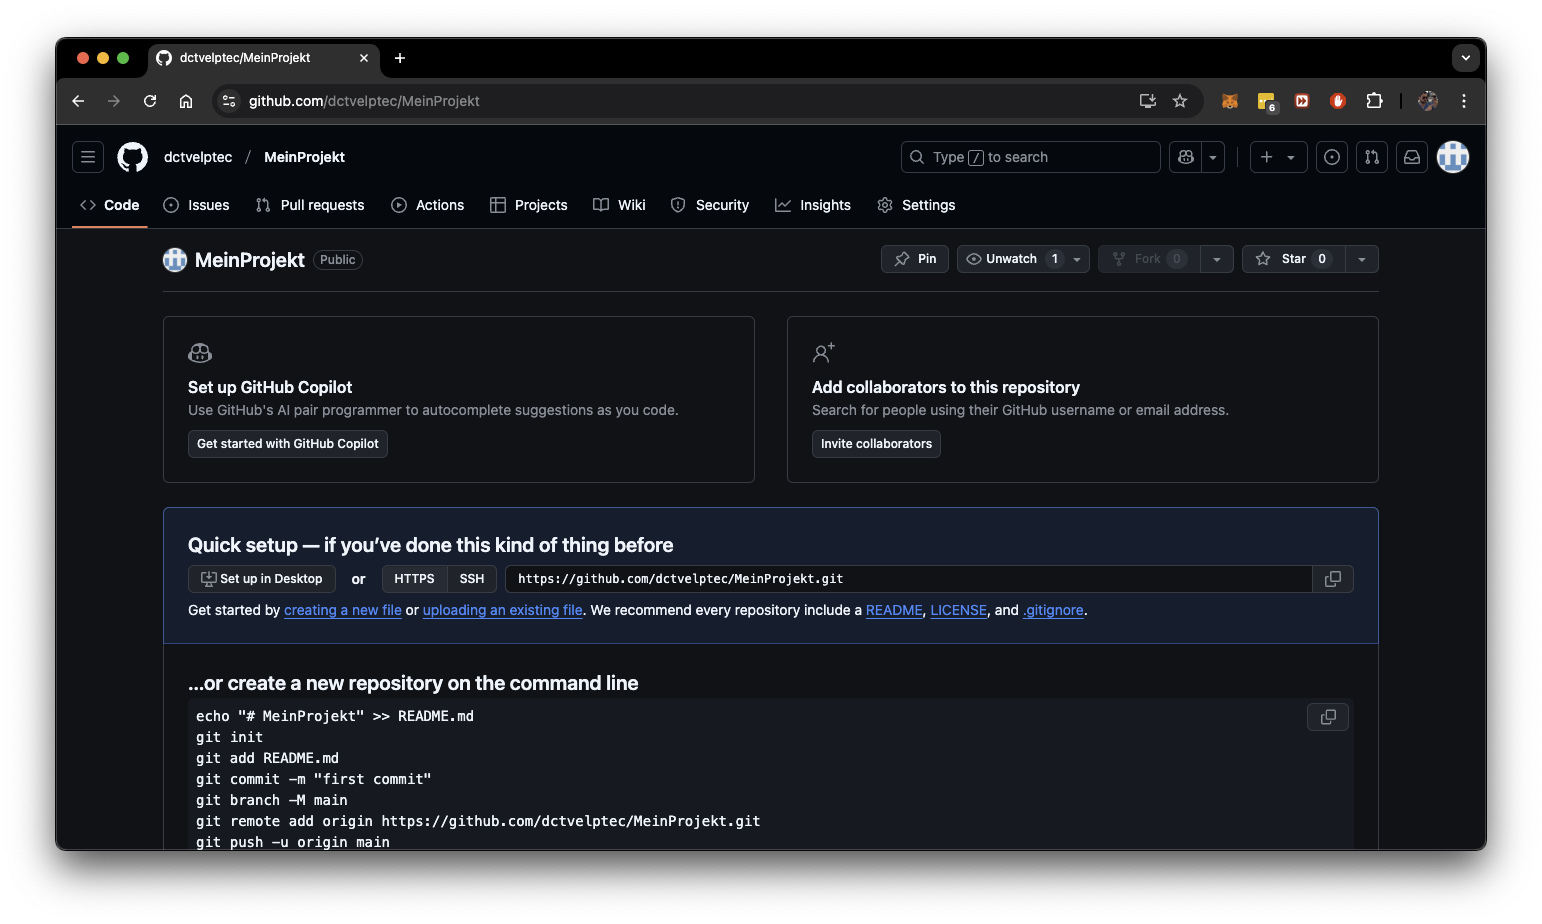 dctvelptec/MeinProjekt
github.com/dctvelptec/MeinProjekt
6
dctvelptec / MeinProjekt
Type / to search
Code Issues Pull requests Actions Projects Wiki Security Insights Settings
MeinProjekt Public
Pin Unwatch 1 Fork 0 Star 0
Set up GitHub Copilot
Use GitHub's AI pair programmer to autocomplete suggestions as you code.
Get started with GitHub Copilot
Add collaborators to this repository
Search for people using their GitHub username or email address.
Invite collaborators
Quick setup — if you’ve done this kind of thing before
Set up in Desktop or HTTPS SSH https://github.com/dctvelptec/MeinProjekt.git
Get started by creating a new file or uploading an existing file. We recommend every repository include a README, LICENSE, and .gitignore.
…or create a new repository on the command line
echo "# MeinProjekt" >> README.md
git init
git add README.md
git commit -m "first commit"
git branch -M main
git remote add origin https://github.com/dctvelptec/MeinProjekt.git
git push -u origin main